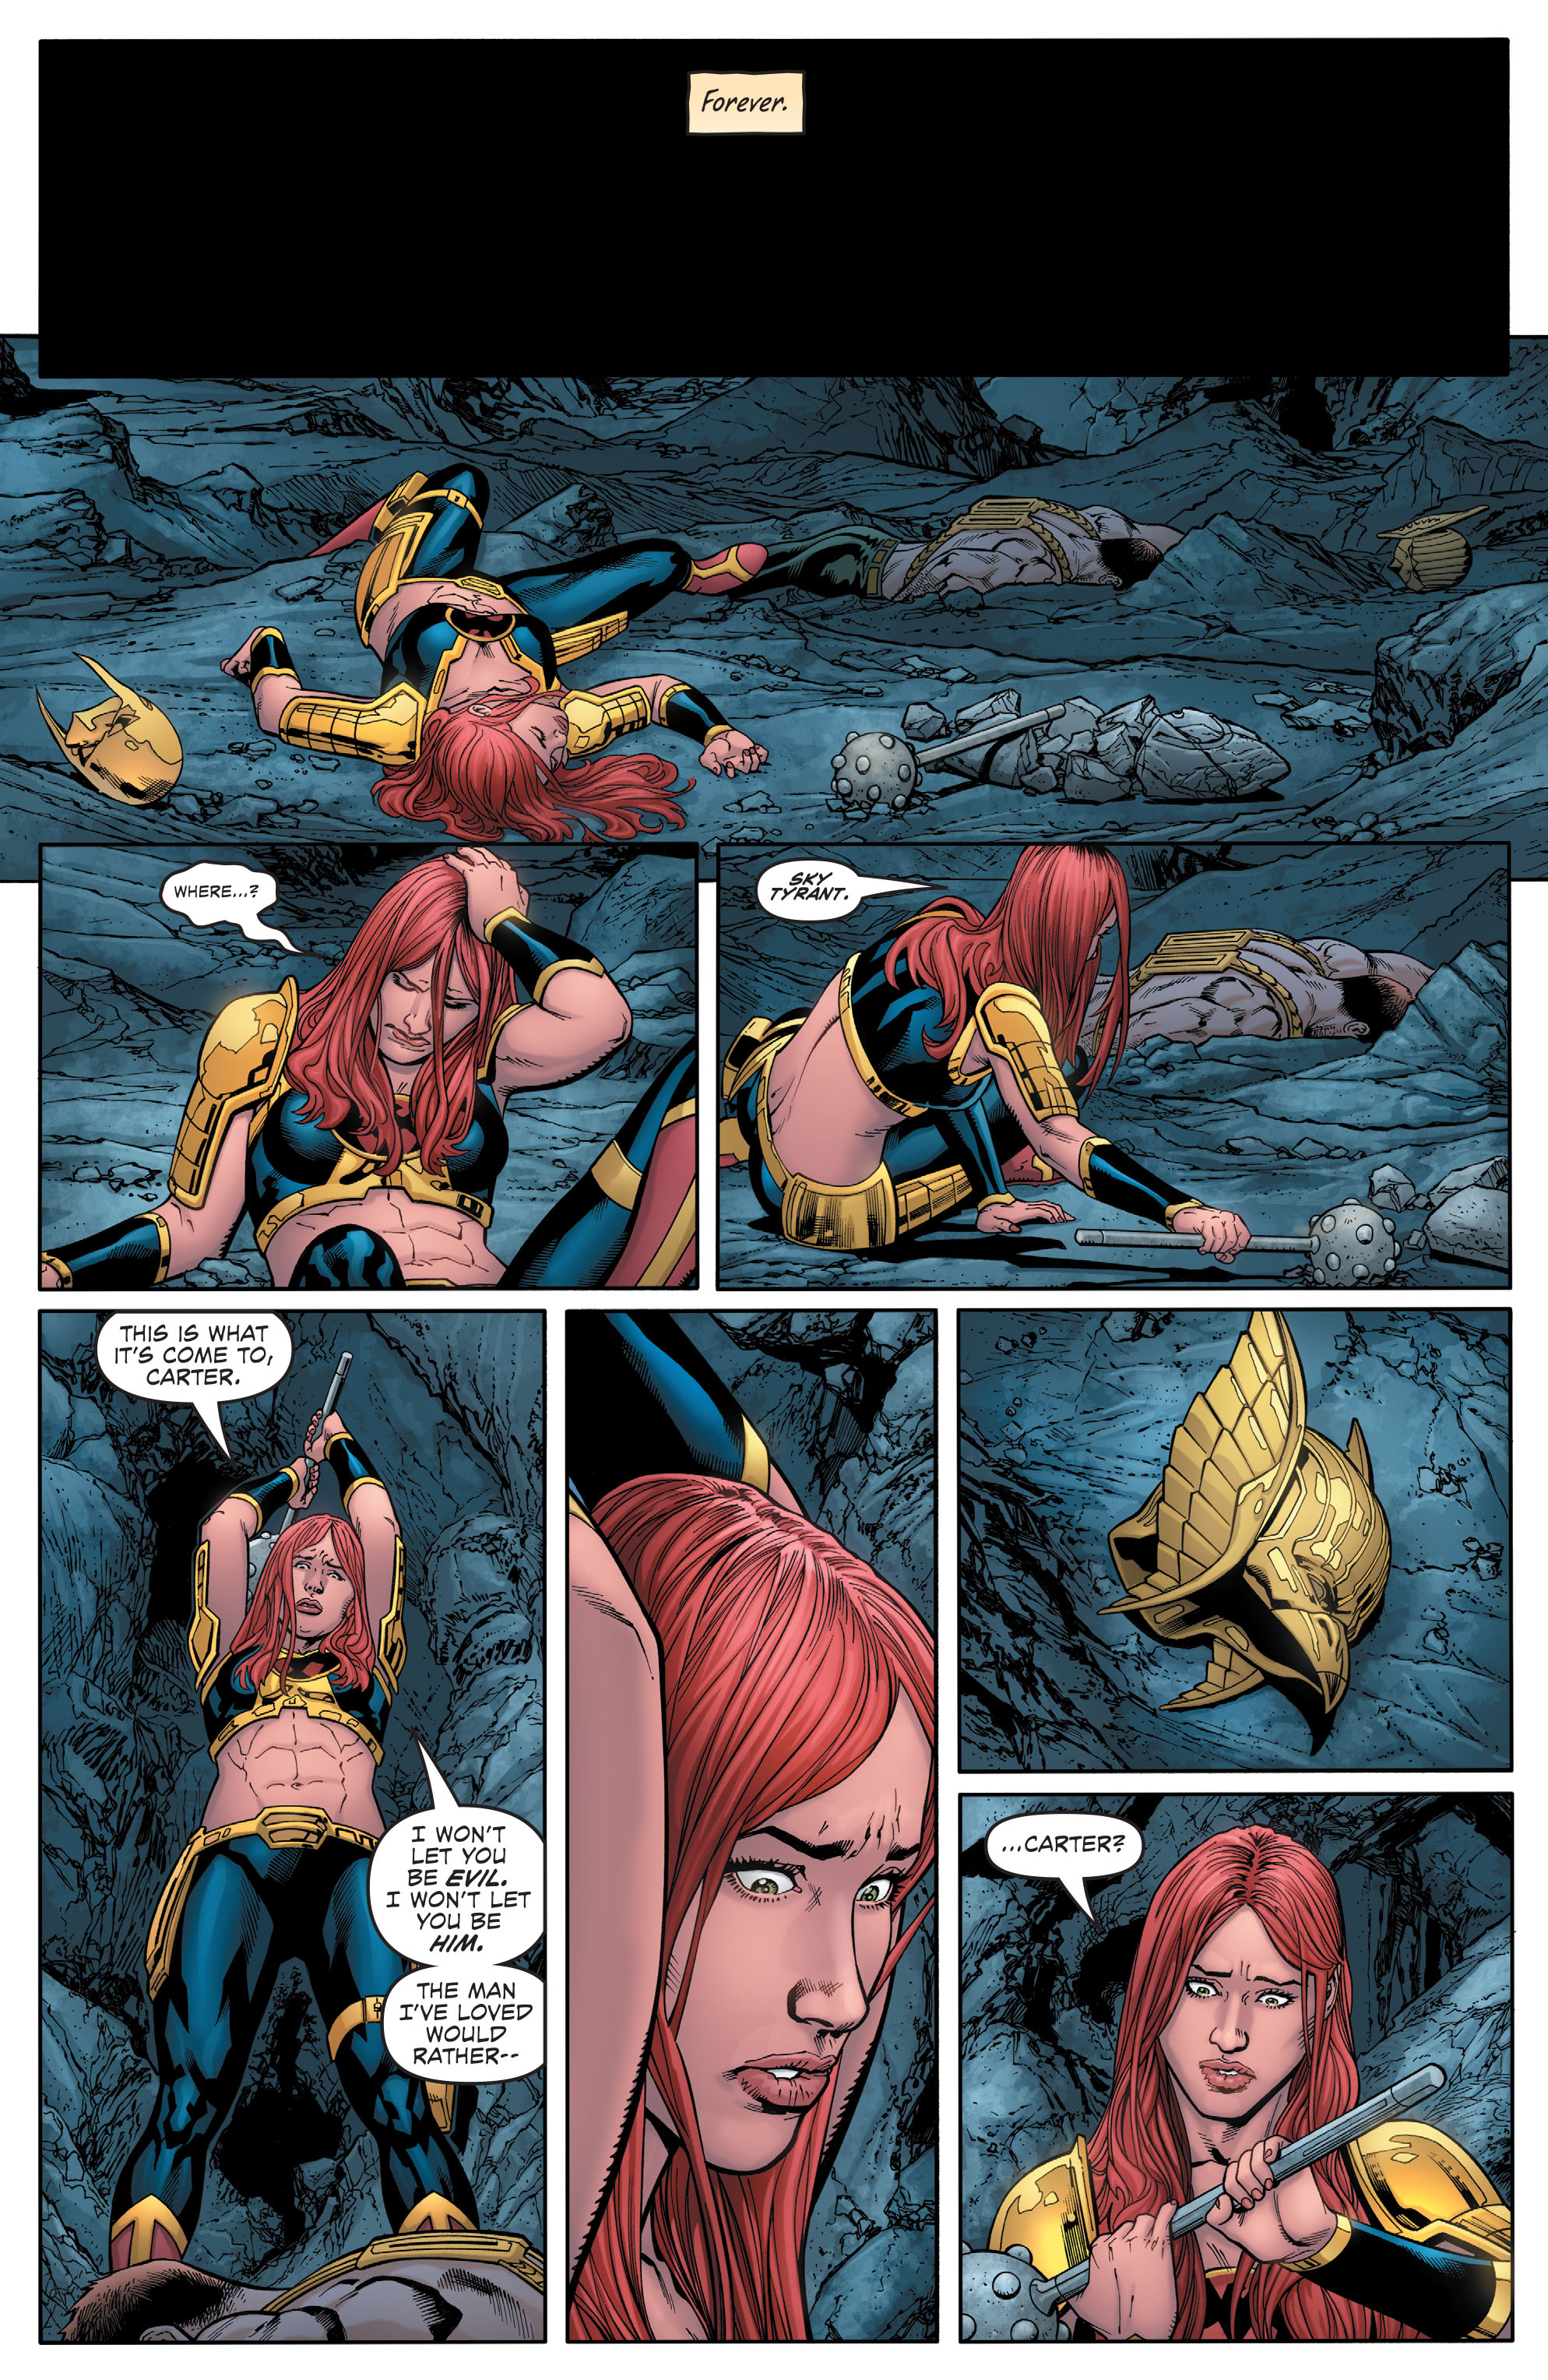 Forever.
WHERE...?
SKY
TYRANT.
THIS IS WHAT
IT'S COME TO,
CARTER.
I WON'T
LET YOU
BE EVIL.
I WON'T LET
YOU BE
HIM.
THE MAN
I'VE LOVED
WOULD
RATHER--
...CARTER?